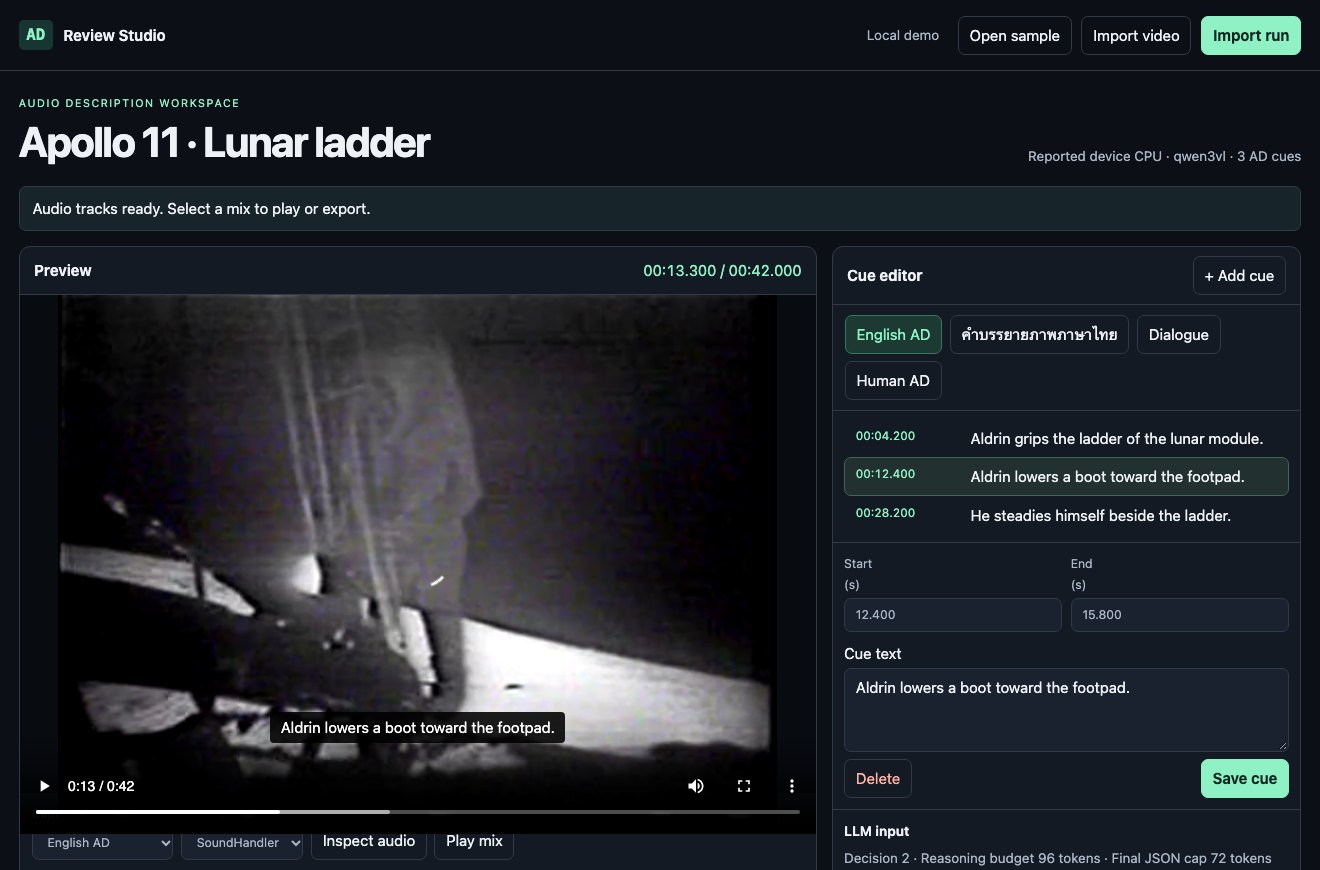 AD Review Studio
Local demo
Open sample
Import video
Import run
AUDIO DESCRIPTION WORKSPACE
Apollo 11 · Lunar ladder
Reported device CPU · qwen3vl · 3 AD cues
Audio tracks ready. Select a mix to play or export.
Preview
00:13.300 / 00:42.000
Aldrin lowers a boot toward the footpad.
0:13 / 0:42
English AD
SoundHandler
Inspect audio
Play mix
Cue editor
+ Add cue
English AD
คำบรรยายภาพภาษาไทย
Dialogue
Human AD
00:04.200 Aldrin grips the ladder of the lunar module.
00:12.400 Aldrin lowers a boot toward the footpad.
00:28.200 He steadies himself beside the ladder.
Start
(s)
12.400
End
(s)
15.800
Cue text
Aldrin lowers a boot toward the footpad.
Delete
Save cue
LLM input
Decision 2 · Reasoning budget 96 tokens · Final JSON cap 72 tokens